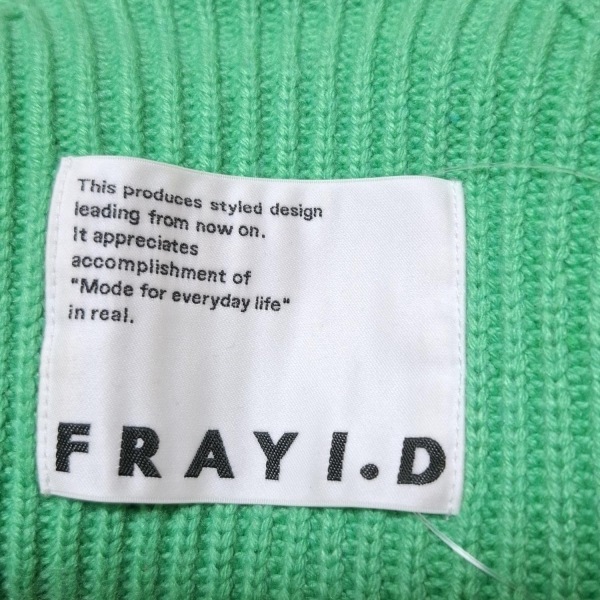 This produces styled design
leading from now on.
It appreciates
accomplishment of
"Mode for everyday life"
in real.
FRAY I.D